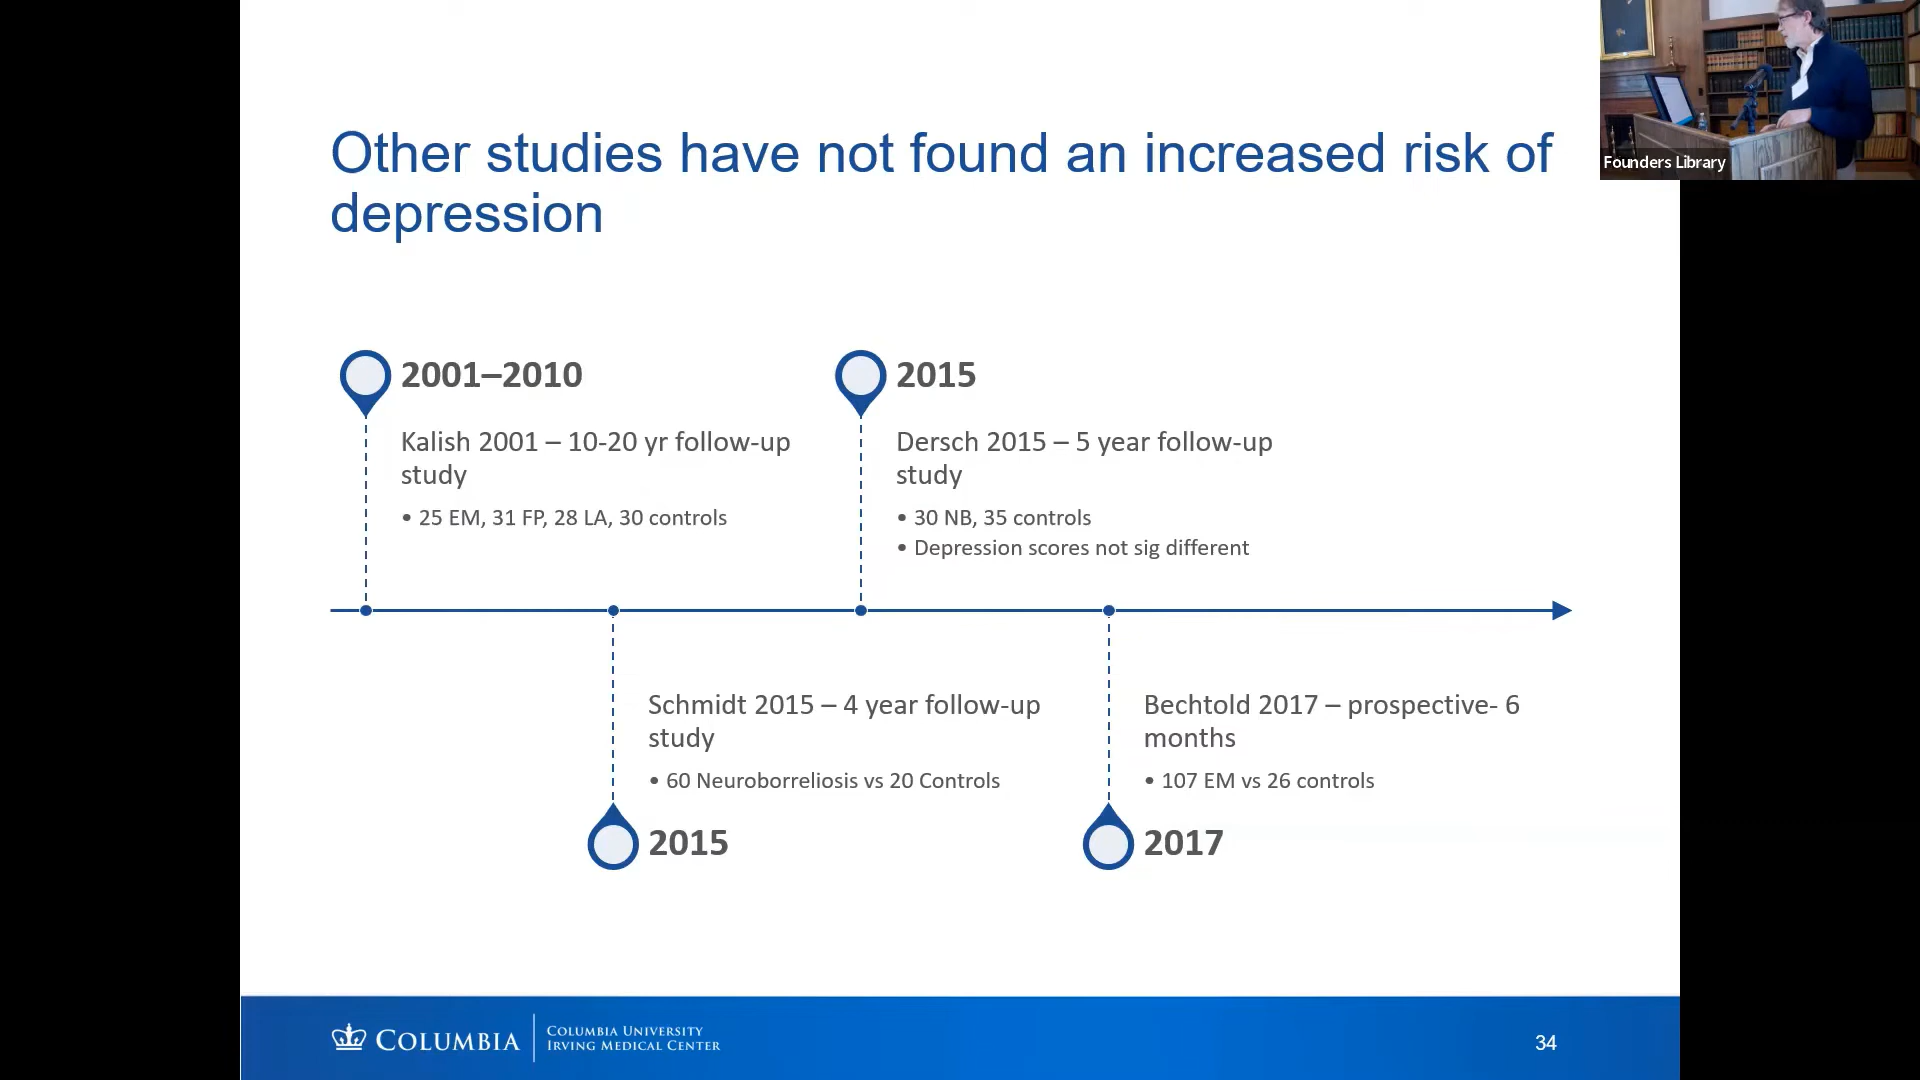 Other studies have not found an increased risk of
depression
2001–2010
Kalish 2001 – 10-20 yr follow-up
study
• 25 EM, 31 FP, 28 LA, 30 controls
2015
Dersch 2015 – 5 year follow-up
study
• 30 NB, 35 controls
• Depression scores not sig different
Schmidt 2015 – 4 year follow-up
study
• 60 Neuroborreliosis vs 20 Controls
2015
Bechtold 2017 – prospective- 6
months
• 107 EM vs 26 controls
2017
COLUMBIA
COLUMBIA UNIVERSITY
IRVING MEDICAL CENTER
34
Founders Library